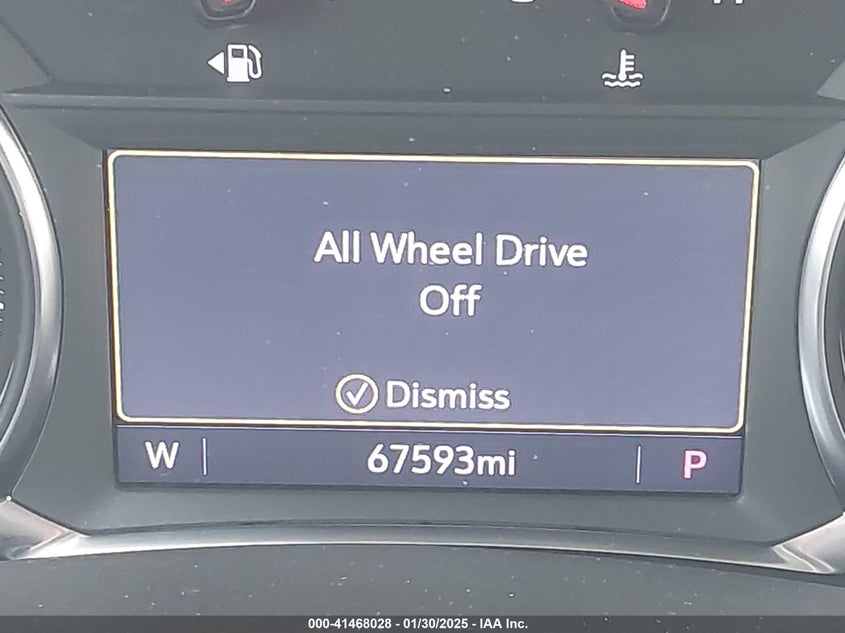 All Wheel Drive
Off
Dismiss
W 67593mi P
000-41468028 - 01/30/2025 - IAA Inc.